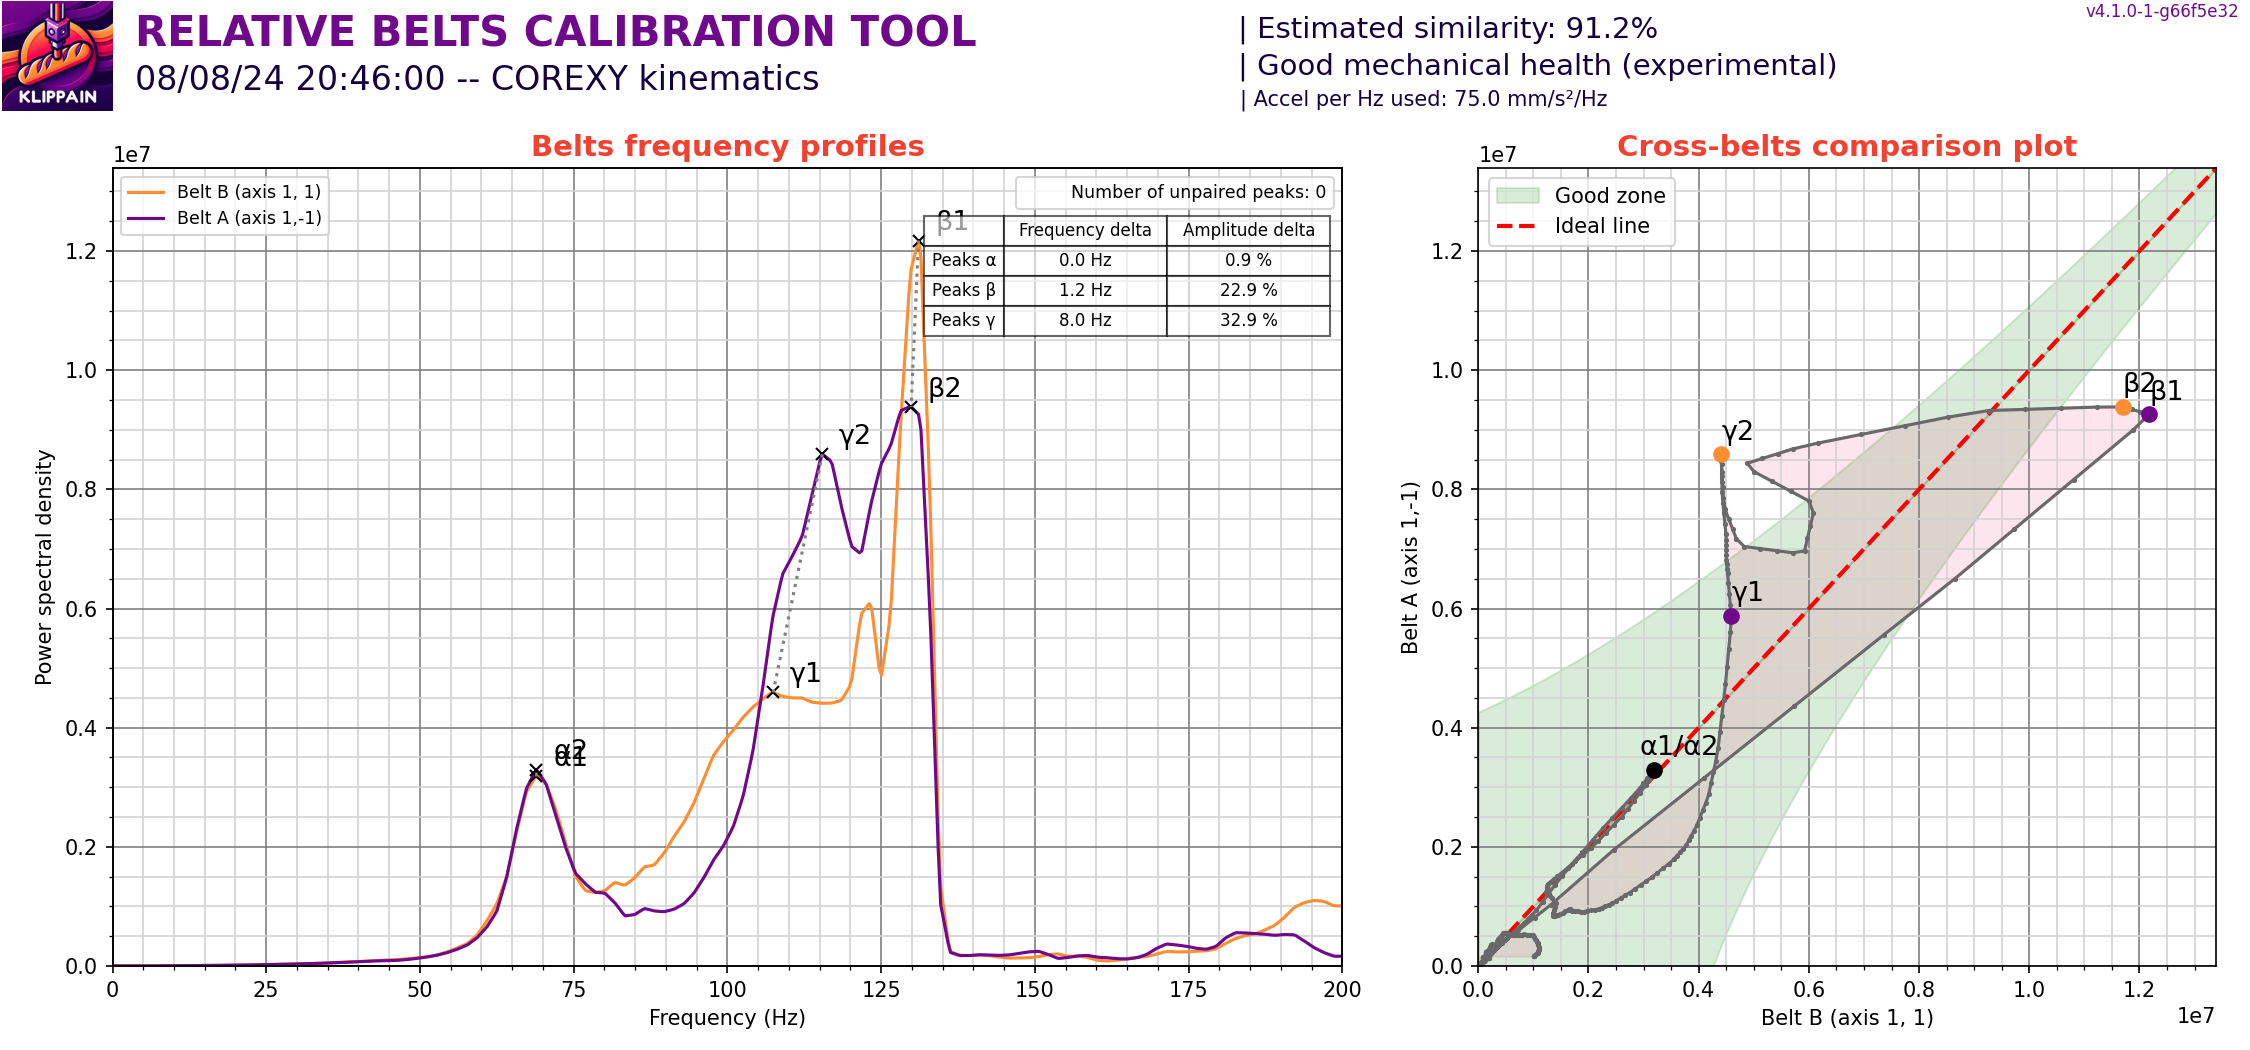 KLIPPAIN
RELATIVE BELTS CALIBRATION TOOL
08/08/24 20:46:00 -- COREXY kinematics
| Estimated similarity: 91.2%
| Good mechanical health (experimental)
| Accel per Hz used: 75.0 mm/s²/Hz
v4.1.0-1-g66f5e32
Belts frequency profiles
1e7
Belt B (axis 1, 1)
Belt A (axis 1,-1)
Number of unpaired peaks: 0
Frequency delta Amplitude delta
Peaks α 0.0 Hz 0.9 %
Peaks β 1.2 Hz 22.9 %
Peaks γ 8.0 Hz 32.9 %
β1
β2
γ2
γ1
α2
α1
Power spectral density
1.2
1.0
0.8
0.6
0.4
0.2
0.0
0 25 50 75 100 125 150 175 200
Frequency (Hz)
Cross-belts comparison plot
1e7
Good zone
Ideal line
β2
β1
γ2
γ1
α1/α2
Belt A (axis 1,-1)
1.2
1.0
0.8
0.6
0.4
0.2
0.0
0.0 0.2 0.4 0.6 0.8 1.0 1.2
Belt B (axis 1, 1)
1e7